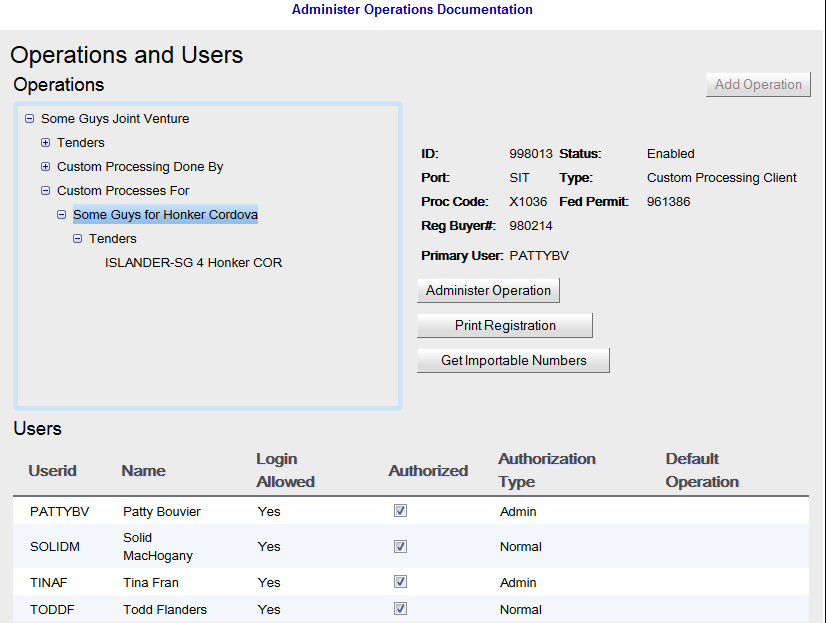 Administer Operations Documentation
Operations and Users
Operations
Add Operation
Some Guys Joint Venture
Tenders
Custom Processing Done By
Custom Processes For
Some Guys for Honker Cordova
Tenders
ISLANDER-SG 4 Honker COR
ID: 998013 Status: Enabled
Port: SIT Type: Custom Processing Client
Proc Code: X1036 Fed Permit: 961386
Reg Buyer#: 980214
Primary User: PATTYBV
Administer Operation
Print Registration
Get Importable Numbers
Users
Userid Name Login Allowed Authorized Authorization Type Default Operation
PATTYBV Patty Bouvier Yes Admin
SOLIDM Solid MacHogany Yes Normal
TINAF Tina Fran Yes Admin
TODDF Todd Flanders Yes Normal